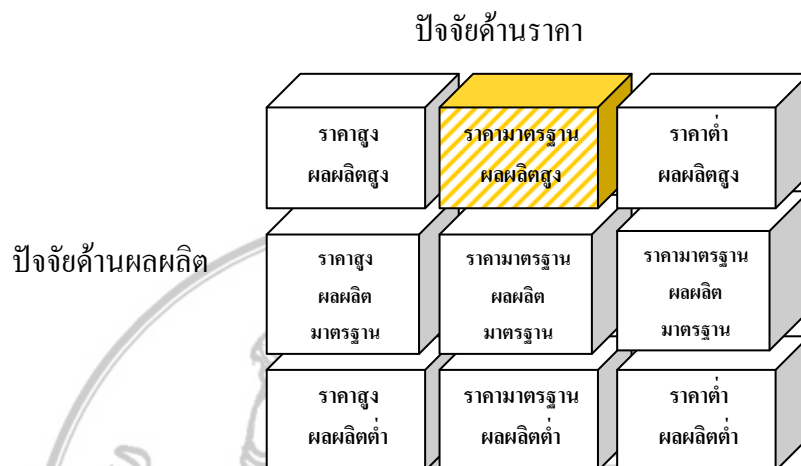 ปัจจัยด้านราคา
ราคาสูง
ผลผลิตสูง
ราคามาตรฐาน
ผลผลิตสูง
ราคาต่ำ
ผลผลิตสูง
ปัจจัยด้านผลผลิต
ราคาสูง
ผลผลิต
มาตรฐาน
ราคามาตรฐาน
ผลผลิต
มาตรฐาน
ราคามาตรฐาน
ผลผลิต
มาตรฐาน
ราคาสูง
ผลผลิตต่ำ
ราคามาตรฐาน
ผลผลิตต่ำ
ราคาต่ำ
ผลผลิตต่ำ